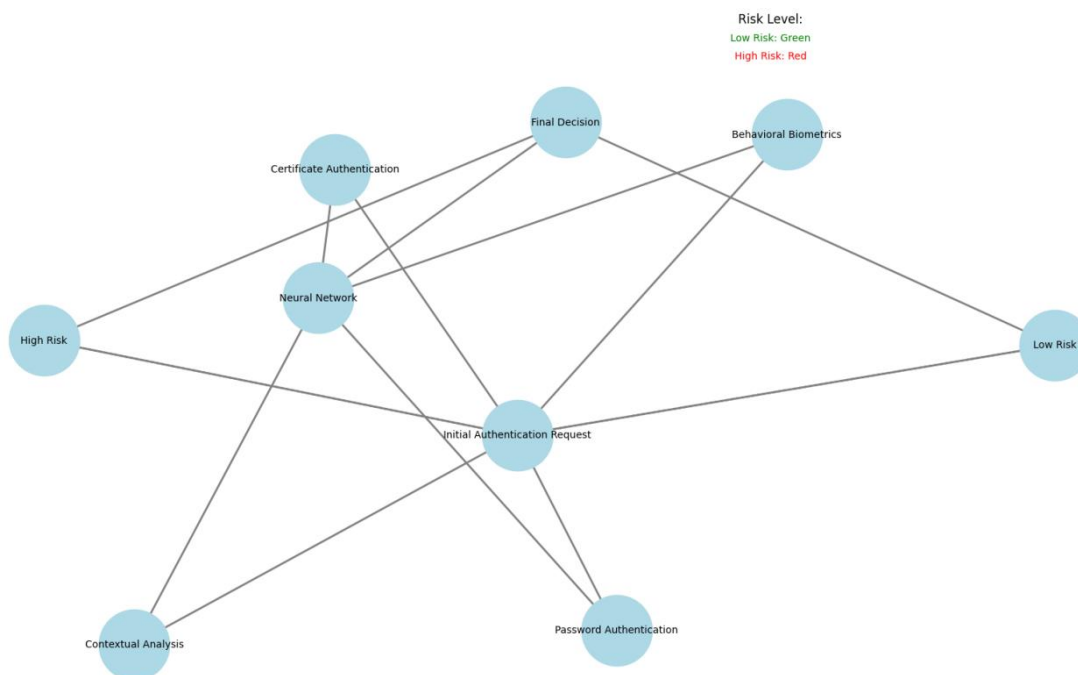 Risk Level:
Low Risk: Green
High Risk: Red
Final Decision
Behavioral Biometrics
Certificate Authentication
Neural Network
High Risk
Low Risk
Initial Authentication Request
Password Authentication
Contextual Analysis